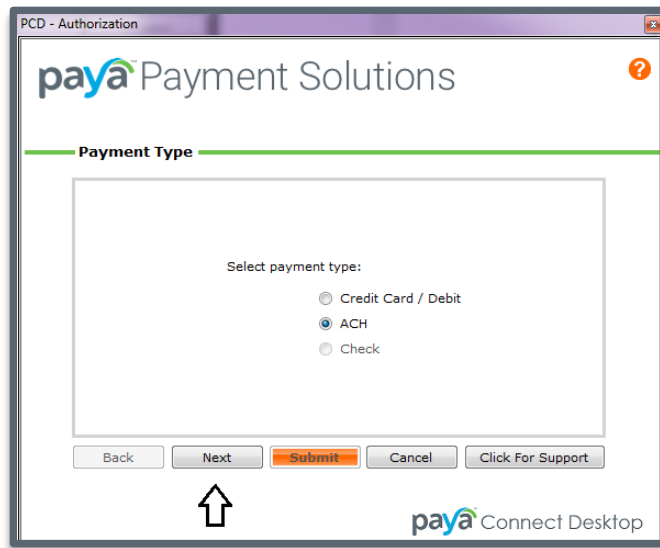 PCD - Authorization
paya Payment Solutions
?
Payment Type
Select payment type:
Credit Card / Debit
ACH
Check
Back Next Submit Cancel Click For Support
paya Connect Desktop